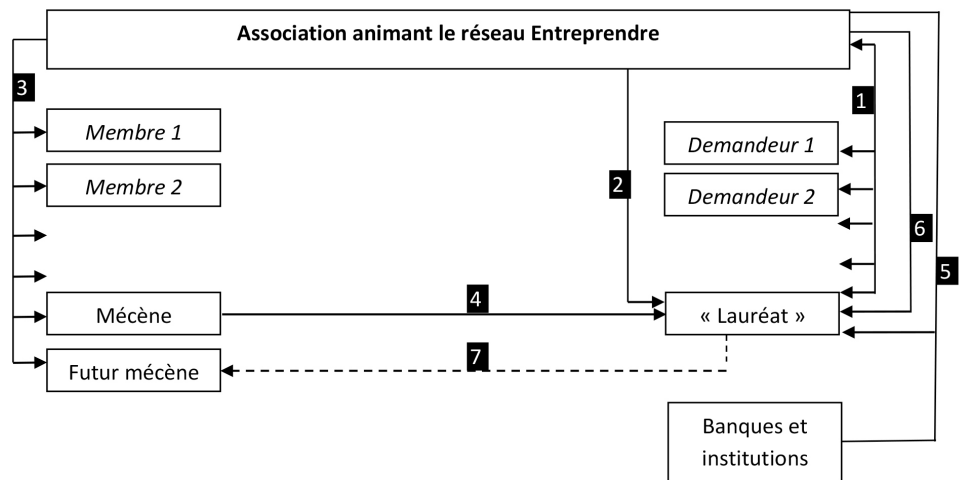 Association animant le réseau Entreprendre
3
1
Membre 1
Demandeur 1
Membre 2
2
Demandeur 2
6
5
4
Mécène
« Lauréat »
7
Futur mécène
Banques et
institutions